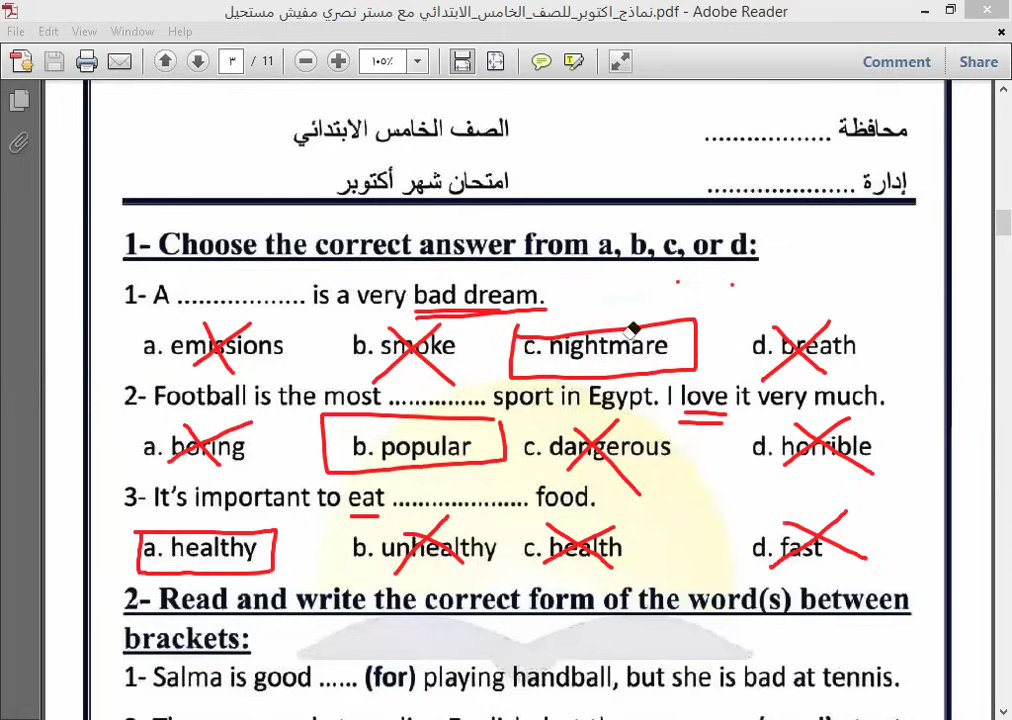 نماذج_اكتوبر_للصف_الخامس_الابتدائي مع مستر نصري مفيش مستحيل.pdf - Adobe Reader
File Edit View Window Help
٣ / 11 ١٠٥٪ Comment Share
محافظة .................. الصف الخامس الابتدائي
إدارة ...................... امتحان شهر أكتوبر
1- Choose the correct answer from a, b, c, or d:
1- A .................... is a very bad dream.
a. emissions b. smoke c. nightmare d. breath
2- Football is the most ............... sport in Egypt. I love it very much.
a. boring b. popular c. dangerous d. horrible
3- It's important to eat ..................... food.
a. healthy b. unhealthy c. health d. fast
2- Read and write the correct form of the word(s) between
brackets:
1- Salma is good ...... (for) playing handball, but she is bad at tennis.